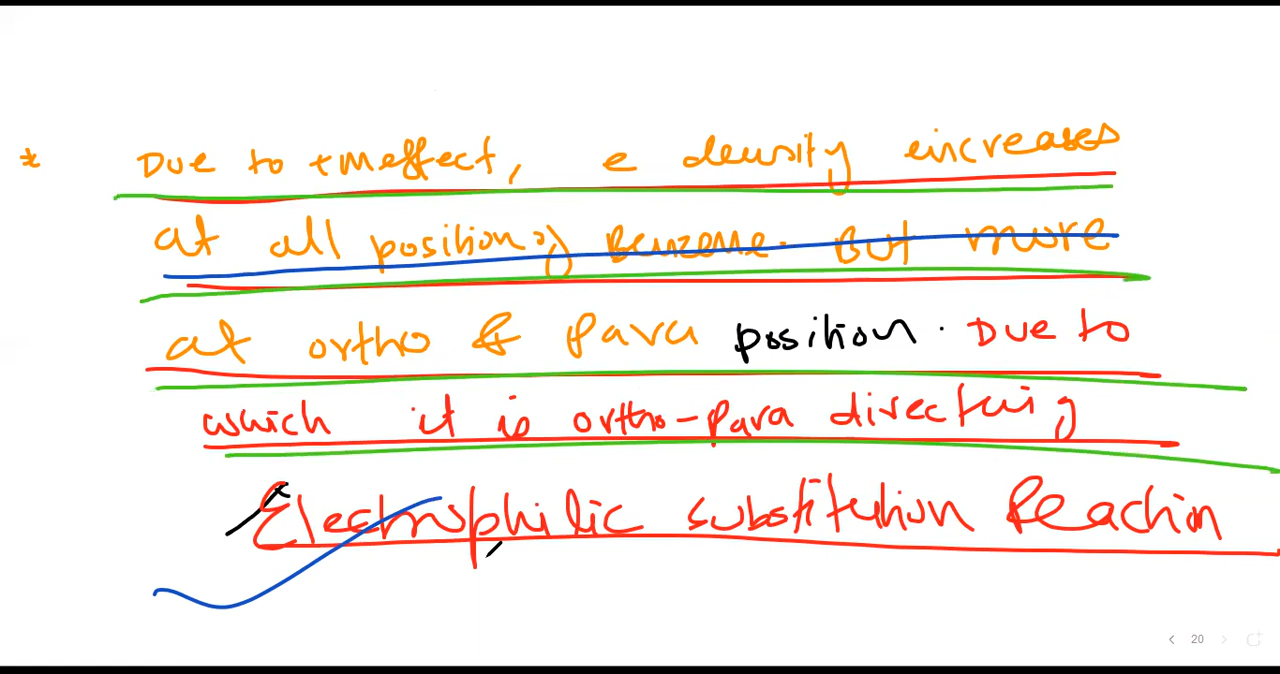 * Due to +m effect, e density increases
at all position of Benzene. But more
at ortho & Para position. Due to
which it is ortho-para directing
Electrophilic substitution Reaction
< 20 >